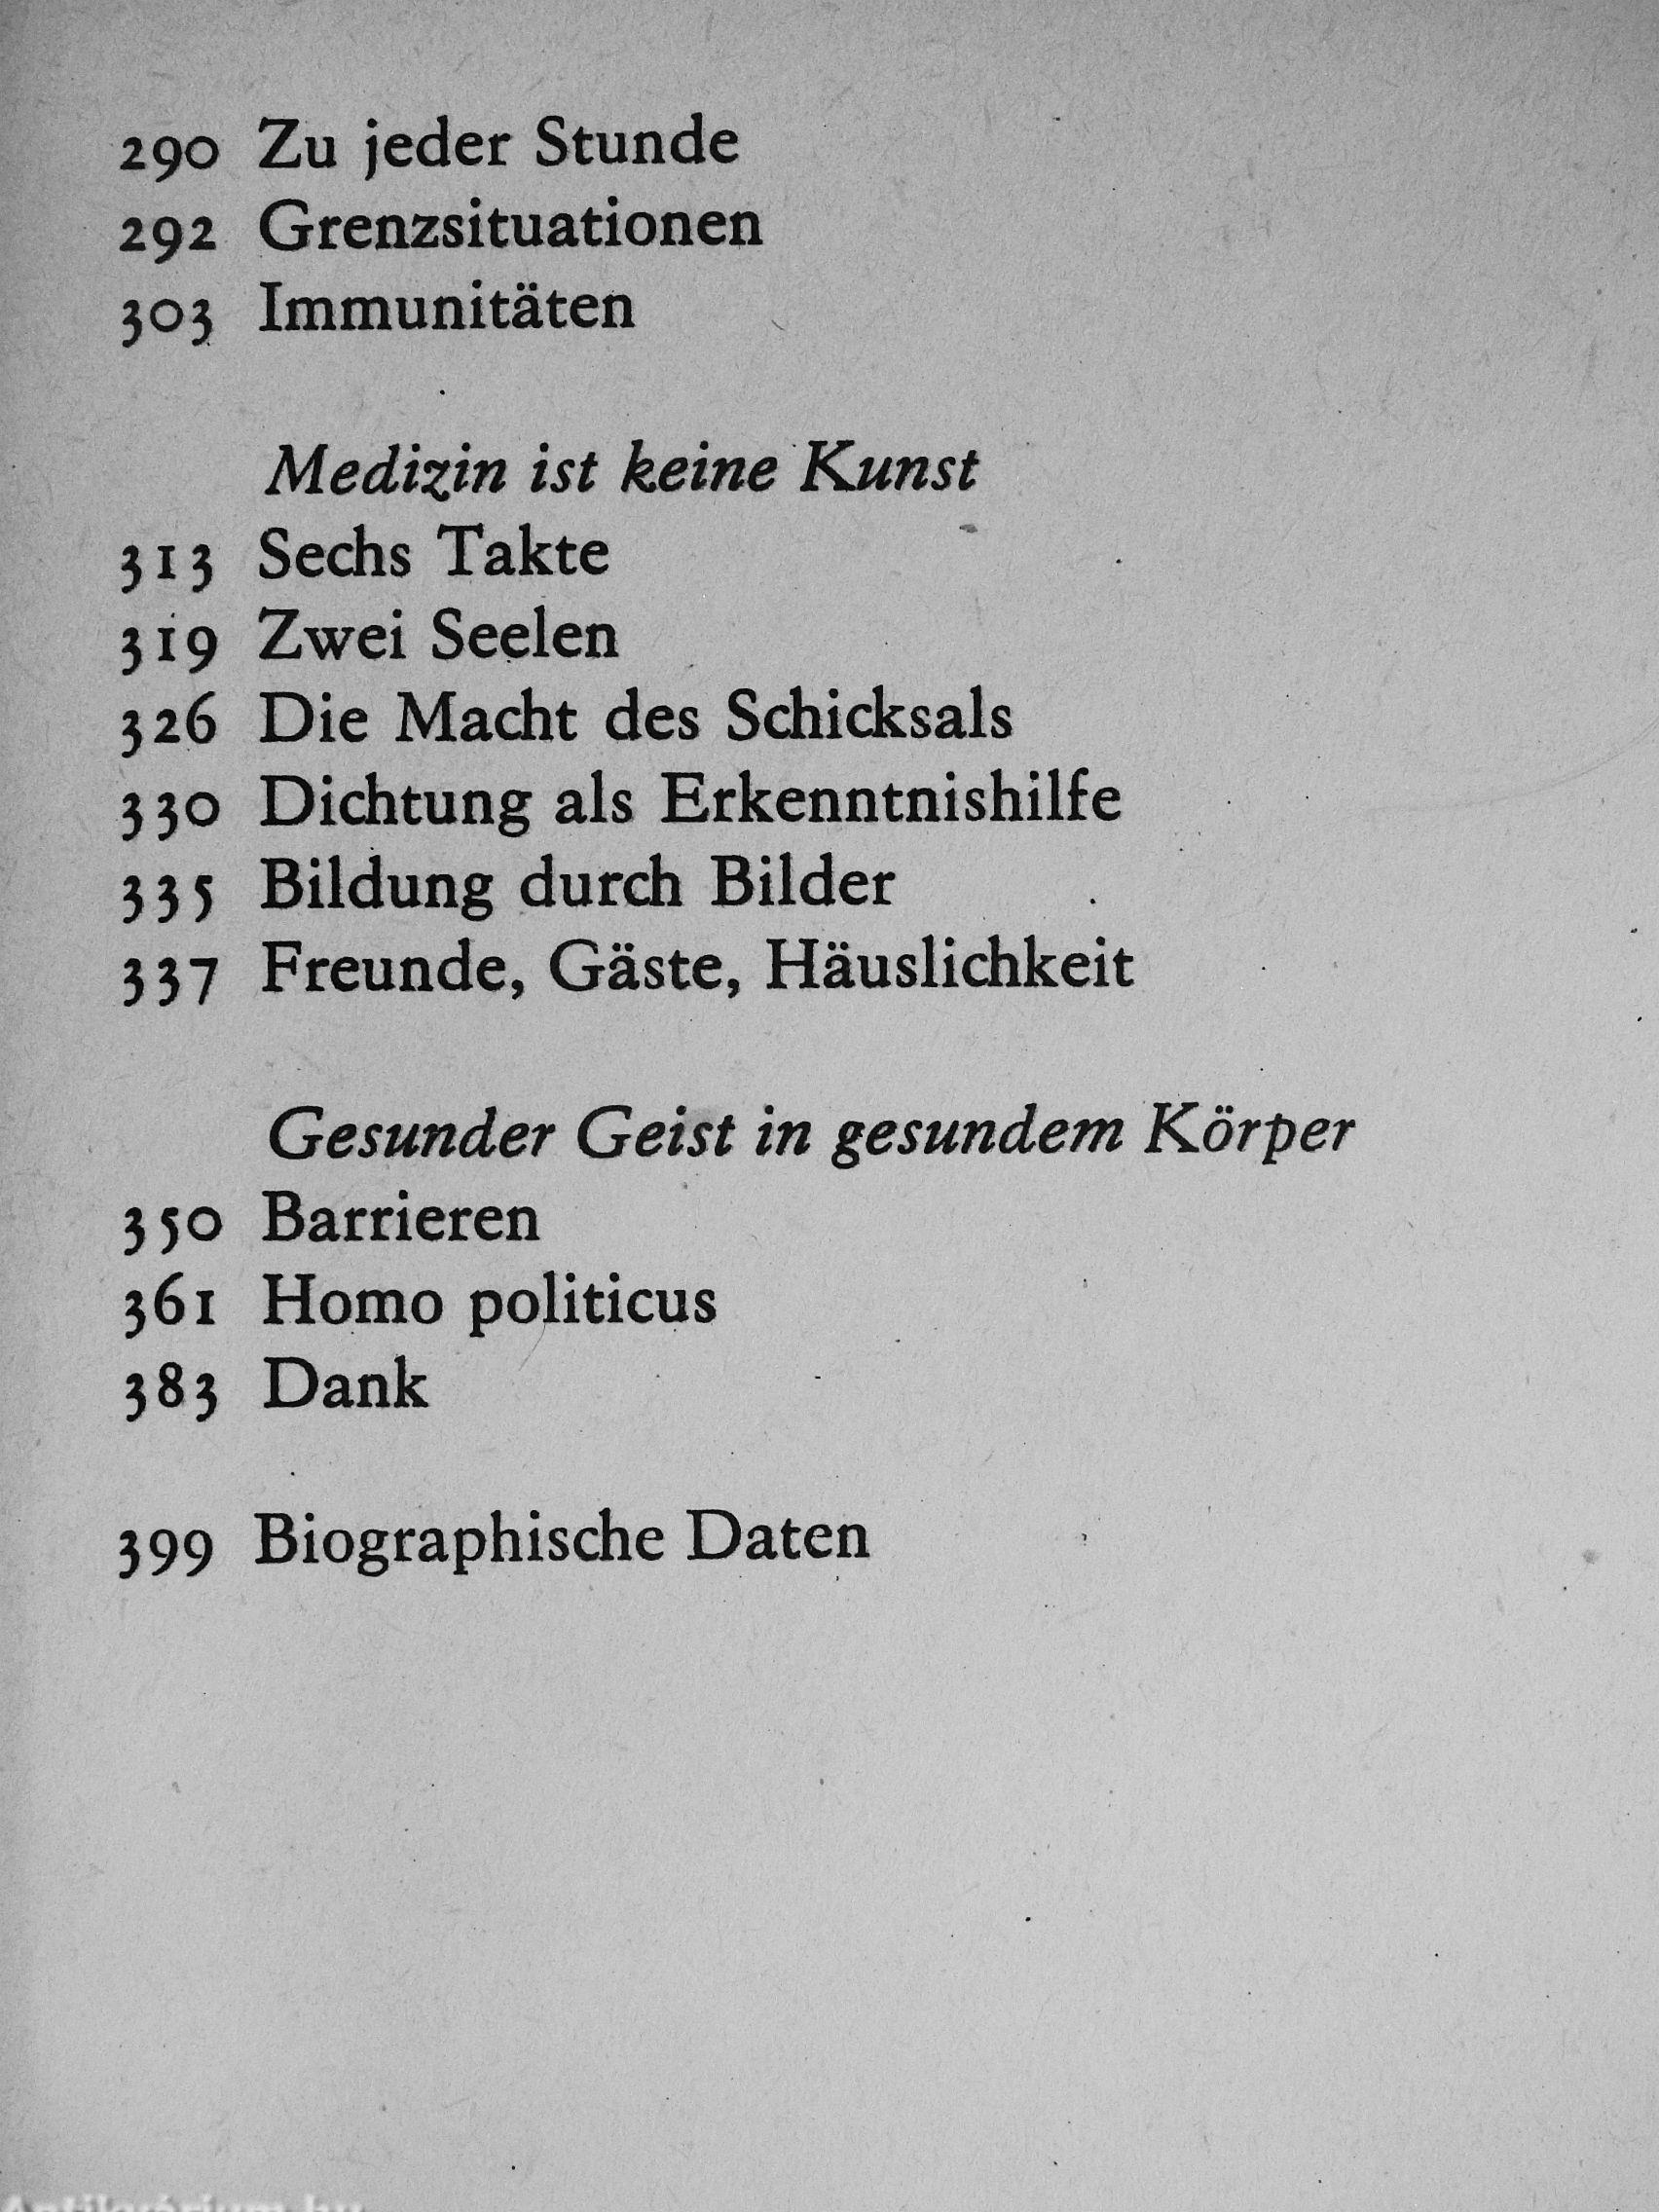 290 Zu jeder Stunde
292 Grenzsituationen
303 Immunitäten
Medizin ist keine Kunst
313 Sechs Takte
319 Zwei Seelen
326 Die Macht des Schicksals
330 Dichtung als Erkenntnishilfe
335 Bildung durch Bilder
337 Freunde, Gäste, Häuslichkeit
Gesunder Geist in gesundem Körper
350 Barrieren
361 Homo politicus
383 Dank
399 Biographische Daten